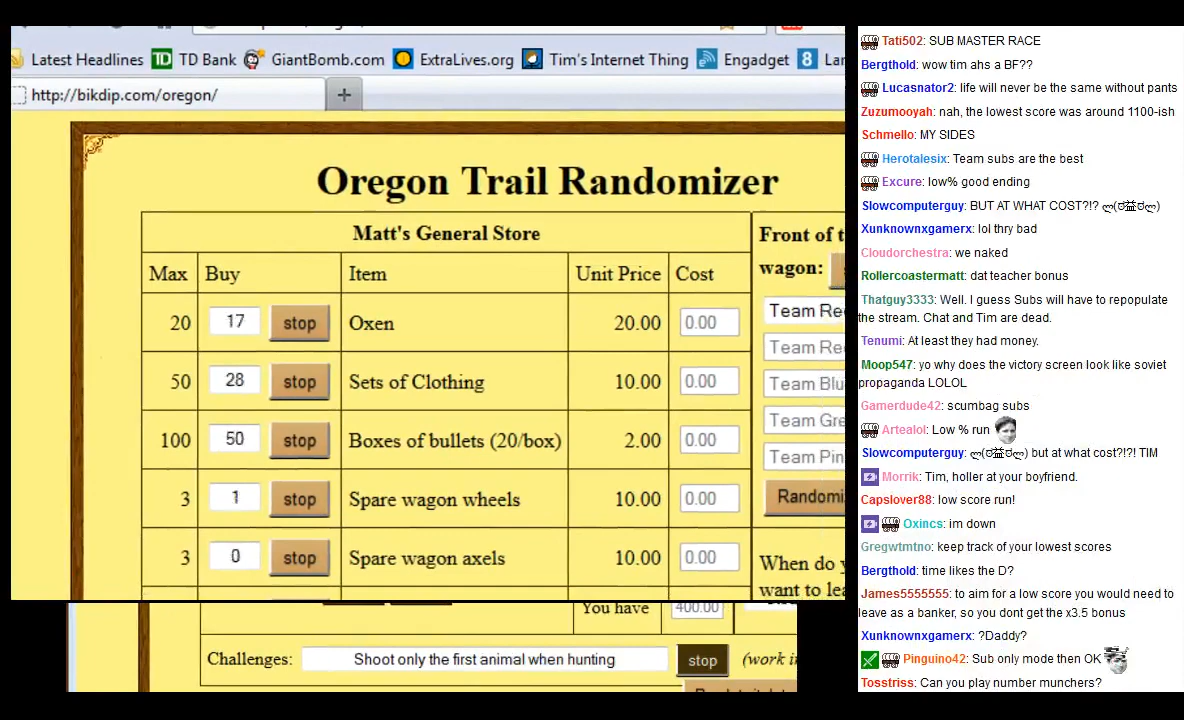 Latest Headlines TD TD Bank GiantBomb.com ExtraLives.org Tim's Internet Thing Engadget 8
http://bikdip.com/oregon/ +
Oregon Trail Randomizer
Matt's General Store
Max Buy Item Unit Price Cost
20 17 stop Oxen 20.00 0.00
50 28 stop Sets of Clothing 10.00 0.00
100 50 stop Boxes of bullets (20/box) 2.00 0.00
3 1 stop Spare wagon wheels 10.00 0.00
3 0 stop Spare wagon axels 10.00 0.00
Front of t
wagon:
Team Re
Team Re
Team Blu
Team Gre
Team Pin
Randomi
When do y
want to lea
You have 400.00
Challenges: Shoot only the first animal when hunting stop (work i
Tati502: SUB MASTER RACE
Bergthold: wow tim ahs a BF??
Lucasnator2: life will never be the same without pants
Zuzumooyah: nah, the lowest score was around 1100-ish
Schmello: MY SIDES
Herotalesix: Team subs are the best
Excure: low% good ending
Slowcomputerguy: BUT AT WHAT COST?!? ლ(ಠ益ಠლ)
Xunknownxgamerx: lol thry bad
Cloudorchestra: we naked
Rollercoastermatt: dat teacher bonus
Thatguy3333: Well. I guess Subs will have to repopulate
the stream. Chat and Tim are dead.
Tenumi: At least they had money.
Moop547: yo why does the victory screen look like soviet
propaganda LOLOL
Gamerdude42: scumbag subs
Artealol: Low % run
Slowcomputerguy: ლ(ಠ益ಠლ) but at what cost?!?! TIM
Morrik: Tim, holler at your boyfriend.
Capslover88: low score run!
Oxincs: im down
Gregwtmtno: keep track of your lowest scores
Bergthold: time likes the D?
James5555555: to aim for a low score you would need to
leave as a banker, so you dont get the x3.5 bonus
Xunknownxgamerx: ?Daddy?
Pinguino42: Sub only mode then OK
Tosstriss: Can you play number munchers?